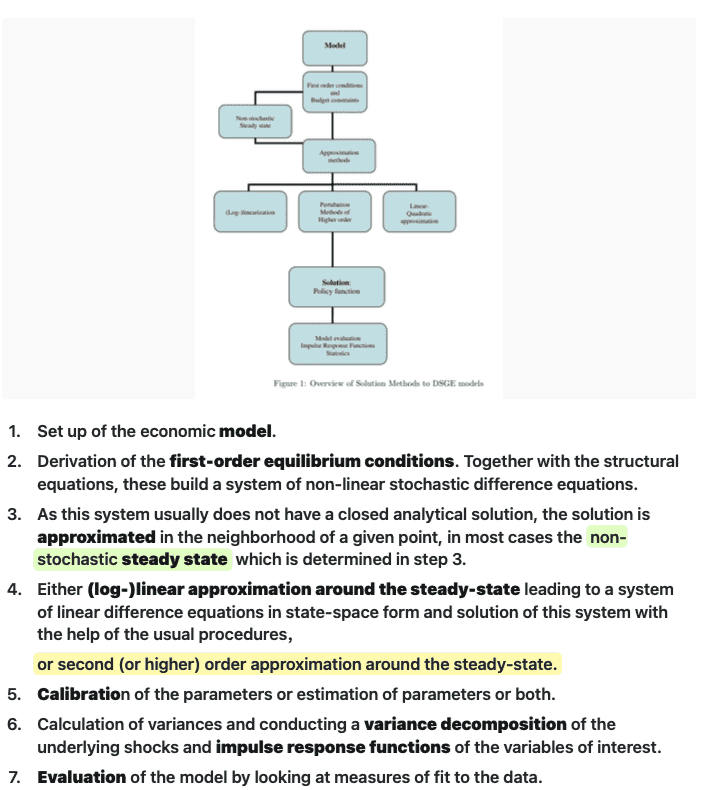 Model
First order conditions
and
Budget constraints
Non-stochastic
Steady state
Approximation
methods
(Log-)linearization
Pertubation
Methods of
Higher order
Linear-
Quadratic
approximation
Solution:
Policy function
Model evaluation
Impulse Response Functions
Statistics
Figure 1: Overview of Solution Methods to DSGE models
1. Set up of the economic model.
2. Derivation of the first-order equilibrium conditions. Together with the structural
equations, these build a system of non-linear stochastic difference equations.
3. As this system usually does not have a closed analytical solution, the solution is
approximated in the neighborhood of a given point, in most cases the non-
stochastic steady state which is determined in step 3.
4. Either (log-)linear approximation around the steady-state leading to a system
of linear difference equations in state-space form and solution of this system with
the help of the usual procedures,
or second (or higher) order approximation around the steady-state.
5. Calibration of the parameters or estimation of parameters or both.
6. Calculation of variances and conducting a variance decomposition of the
underlying shocks and impulse response functions of the variables of interest.
7. Evaluation of the model by looking at measures of fit to the data.